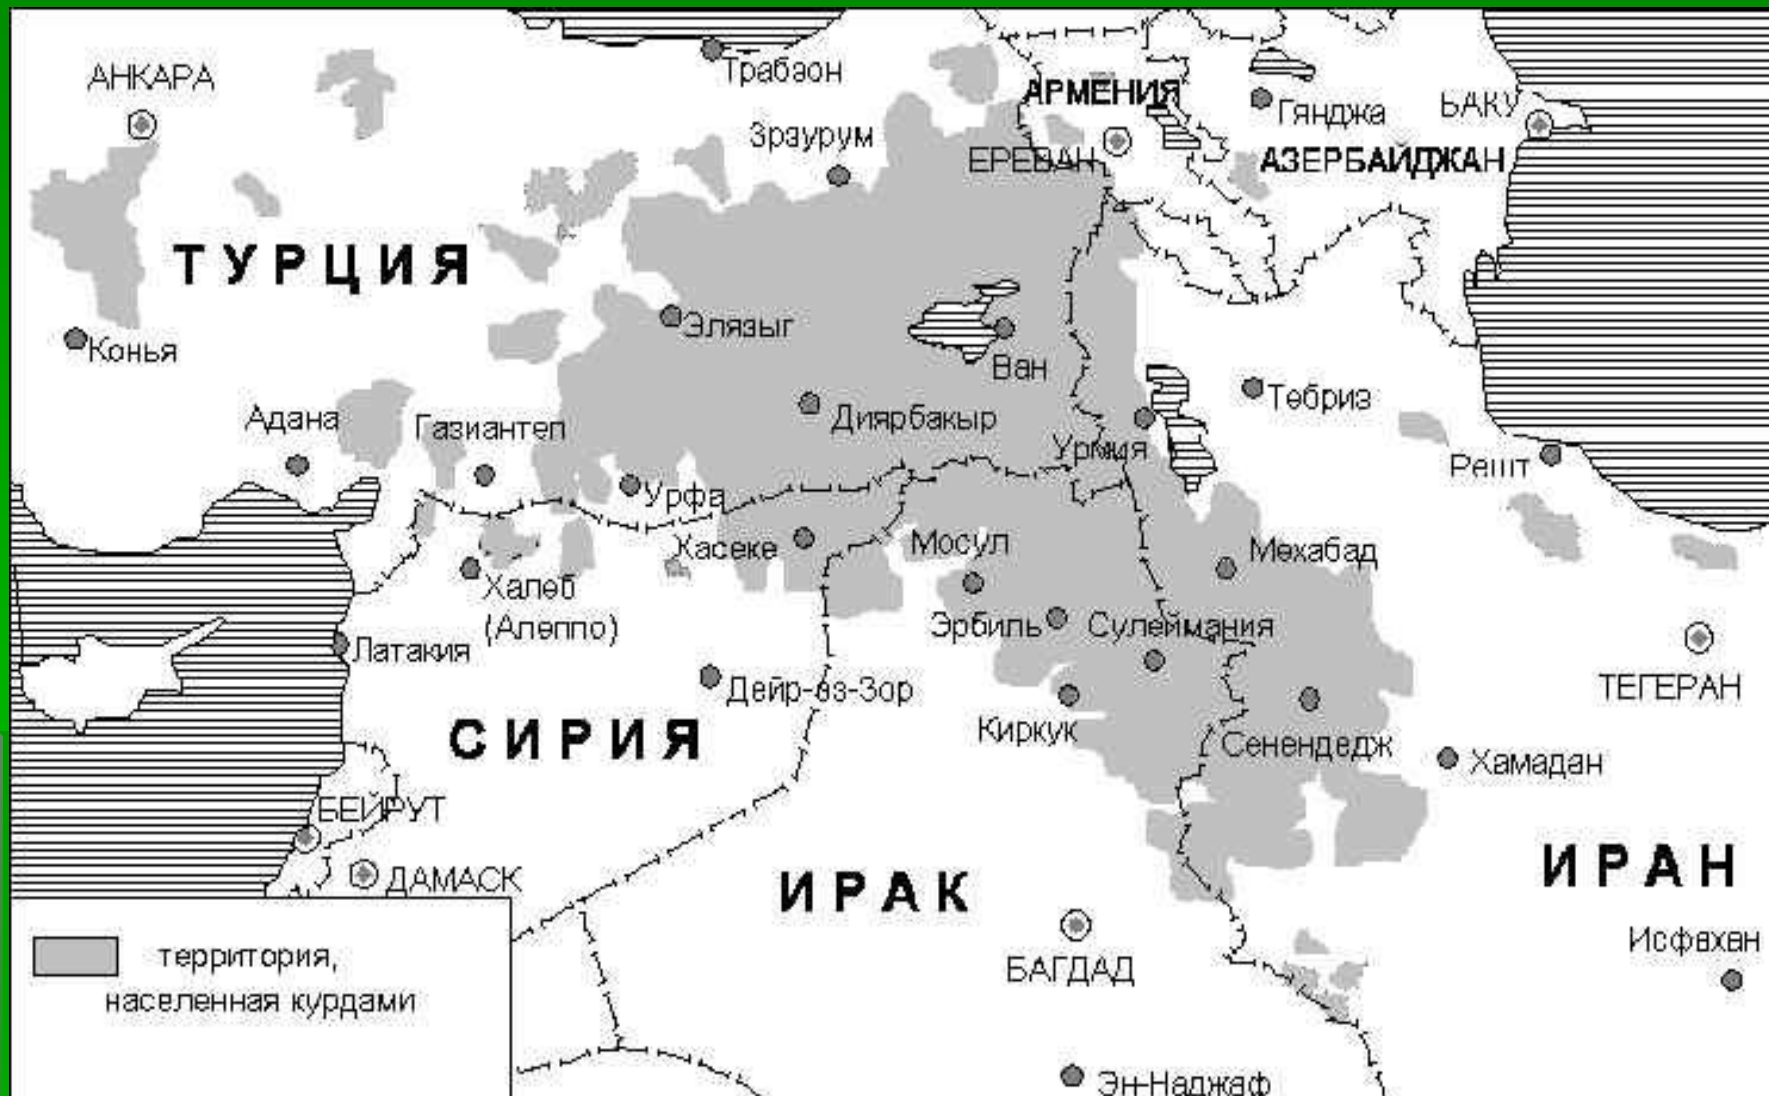 Трабзон
АНКАРА
АРМЕНИЯ
Гянджа
БАКУ
Эрзурум
ЕРЕВАН
АЗЕРБАЙДЖАН
ТУРЦИЯ
Элязыг
Конья
Ван
Тебриз
Адана
Газиантеп
Диярбакыр
Урмия
Решт
Урфа
Хасеке
Мосул
Мехабад
Халеб
(Алеппо)
Эрбиль
Сулеймания
Латакия
Дейр-эз-Зор
ТЕГЕРАН
СИРИЯ
Киркук
Сенендедж
Хамадан
БЕЙРУТ
ДАМАСК
ИРАК
ИРАН
Исфахан
БАГДАД
территория,
населенная курдами
Эн-Наджаф